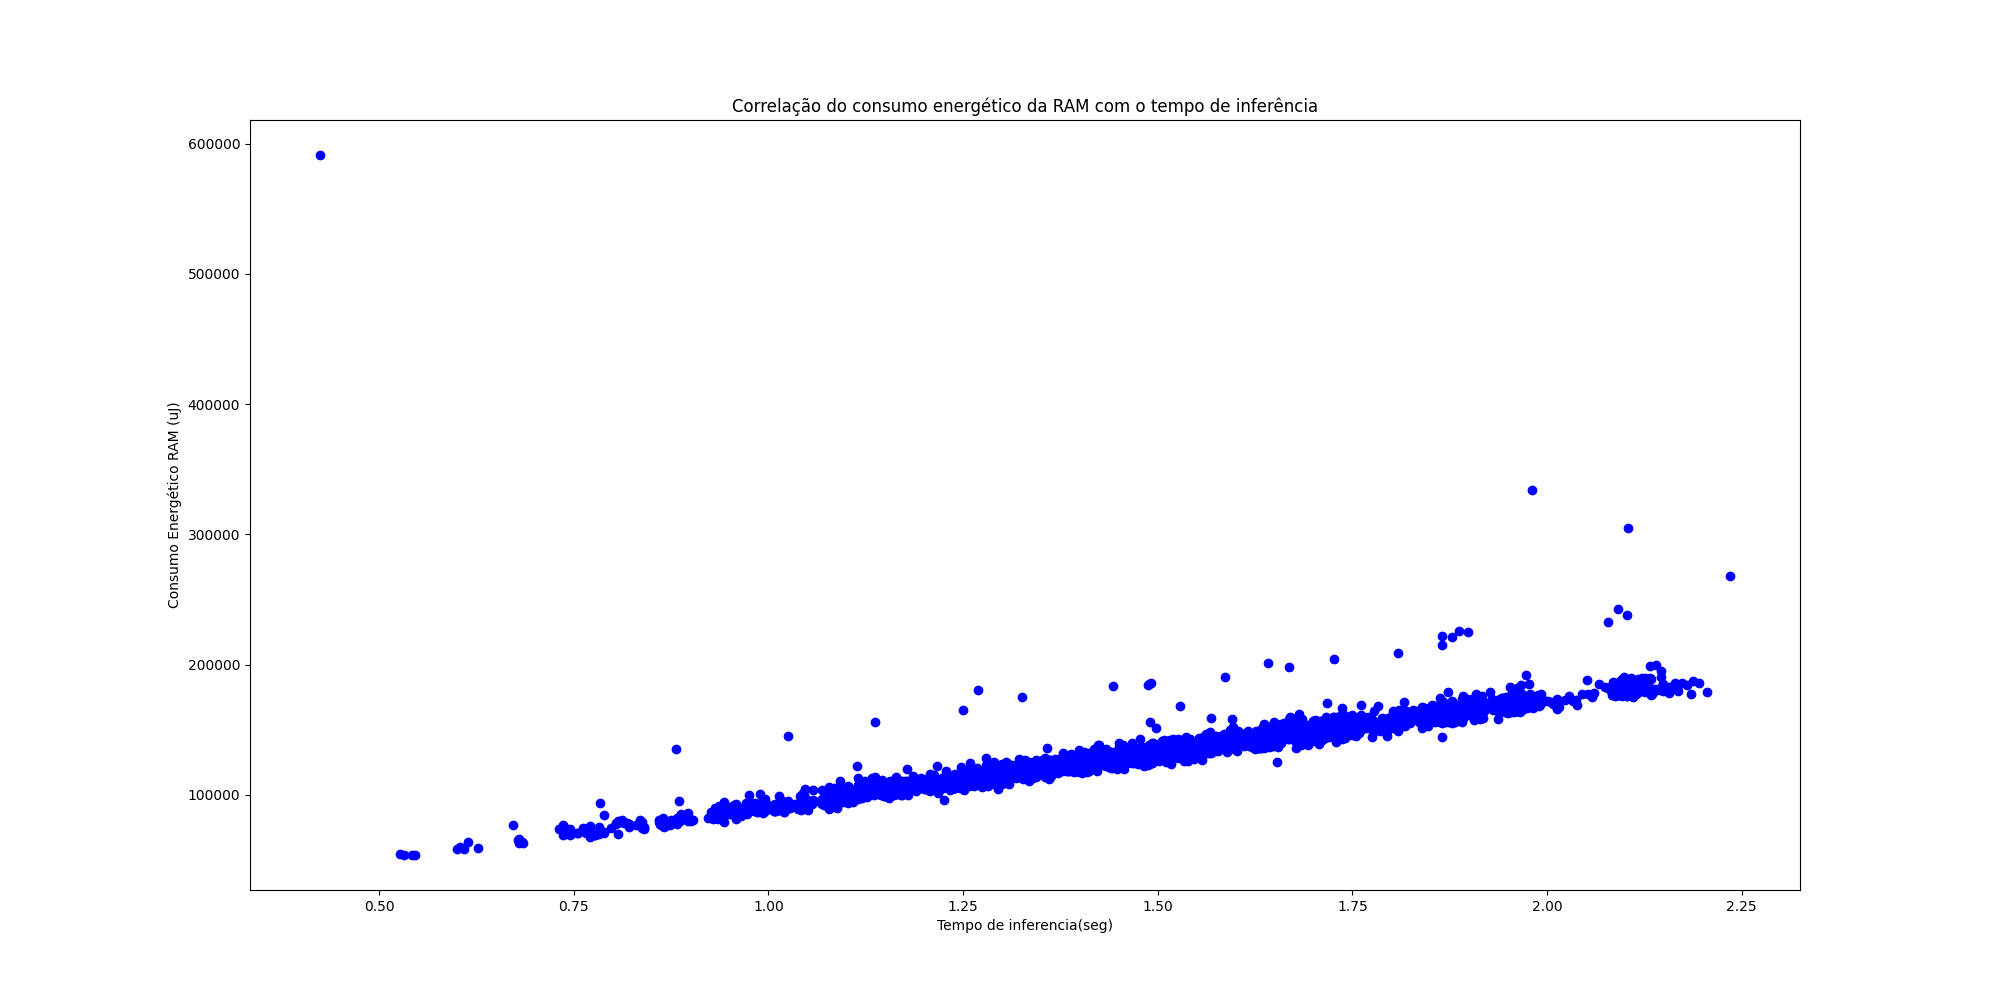 Correlação do consumo energético da RAM com o tempo de inferência
600000
500000
400000
300000
200000
100000
Consumo Energético RAM (uJ)
0.50 0.75 1.00 1.25 1.50 1.75 2.00 2.25
Tempo de inferencia(seg)